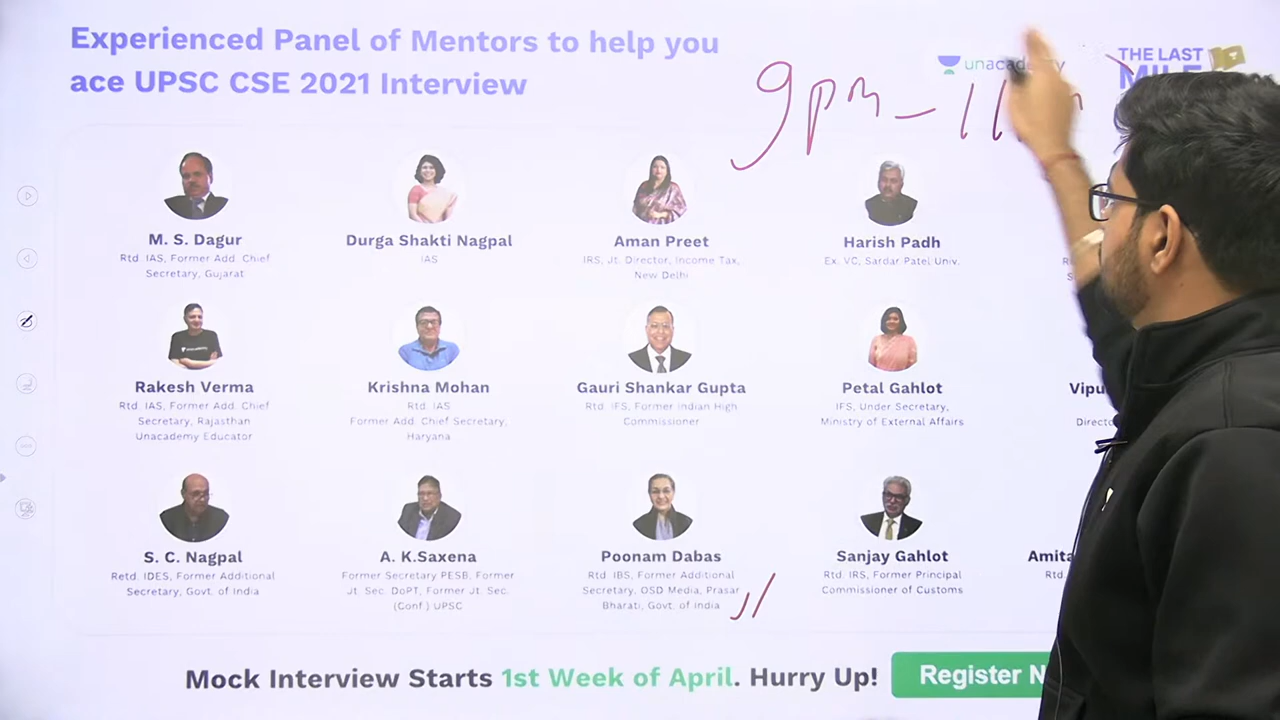 Experienced Panel of Mentors to help you
ace UPSC CSE 2021 Interview
9pm - 11
unacademy
THE LAST
MILE
M. S. Dagur
Rtd. IAS, Former Add. Chief
Secretary, Gujarat
Durga Shakti Nagpal
IAS
Aman Preet
IRS, Jt. Director, Income Tax,
New Delhi
Harish Padh
Ex. VC, Sardar Patel Univ.
Rakesh Verma
Rtd. IAS, Former Add. Chief
Secretary, Rajasthan
Unacademy Educator
Krishna Mohan
Rtd. IAS
Former Add. Chief Secretary,
Haryana
Gauri Shankar Gupta
Rtd. IFS, Former Indian High
Commissioner
Petal Gahlot
IFS, Under Secretary,
Ministry of External Affairs
S. C. Nagpal
Retd. IDES, Former Additional
Secretary, Govt. of India
A. K.Saxena
Former Secretary PESB, Former
Jt. Sec. DoPT, Former Jt. Sec.
(Conf.) UPSC
Poonam Dabas
Rtd. IBS, Former Additional
Secretary, OSD Media, Prasar
Bharati, Govt. of India
Sanjay Gahlot
Rtd. IRS, Former Principal
Commissioner of Customs
Rtd.
Mock Interview Starts 1st Week of April. Hurry Up!
Register